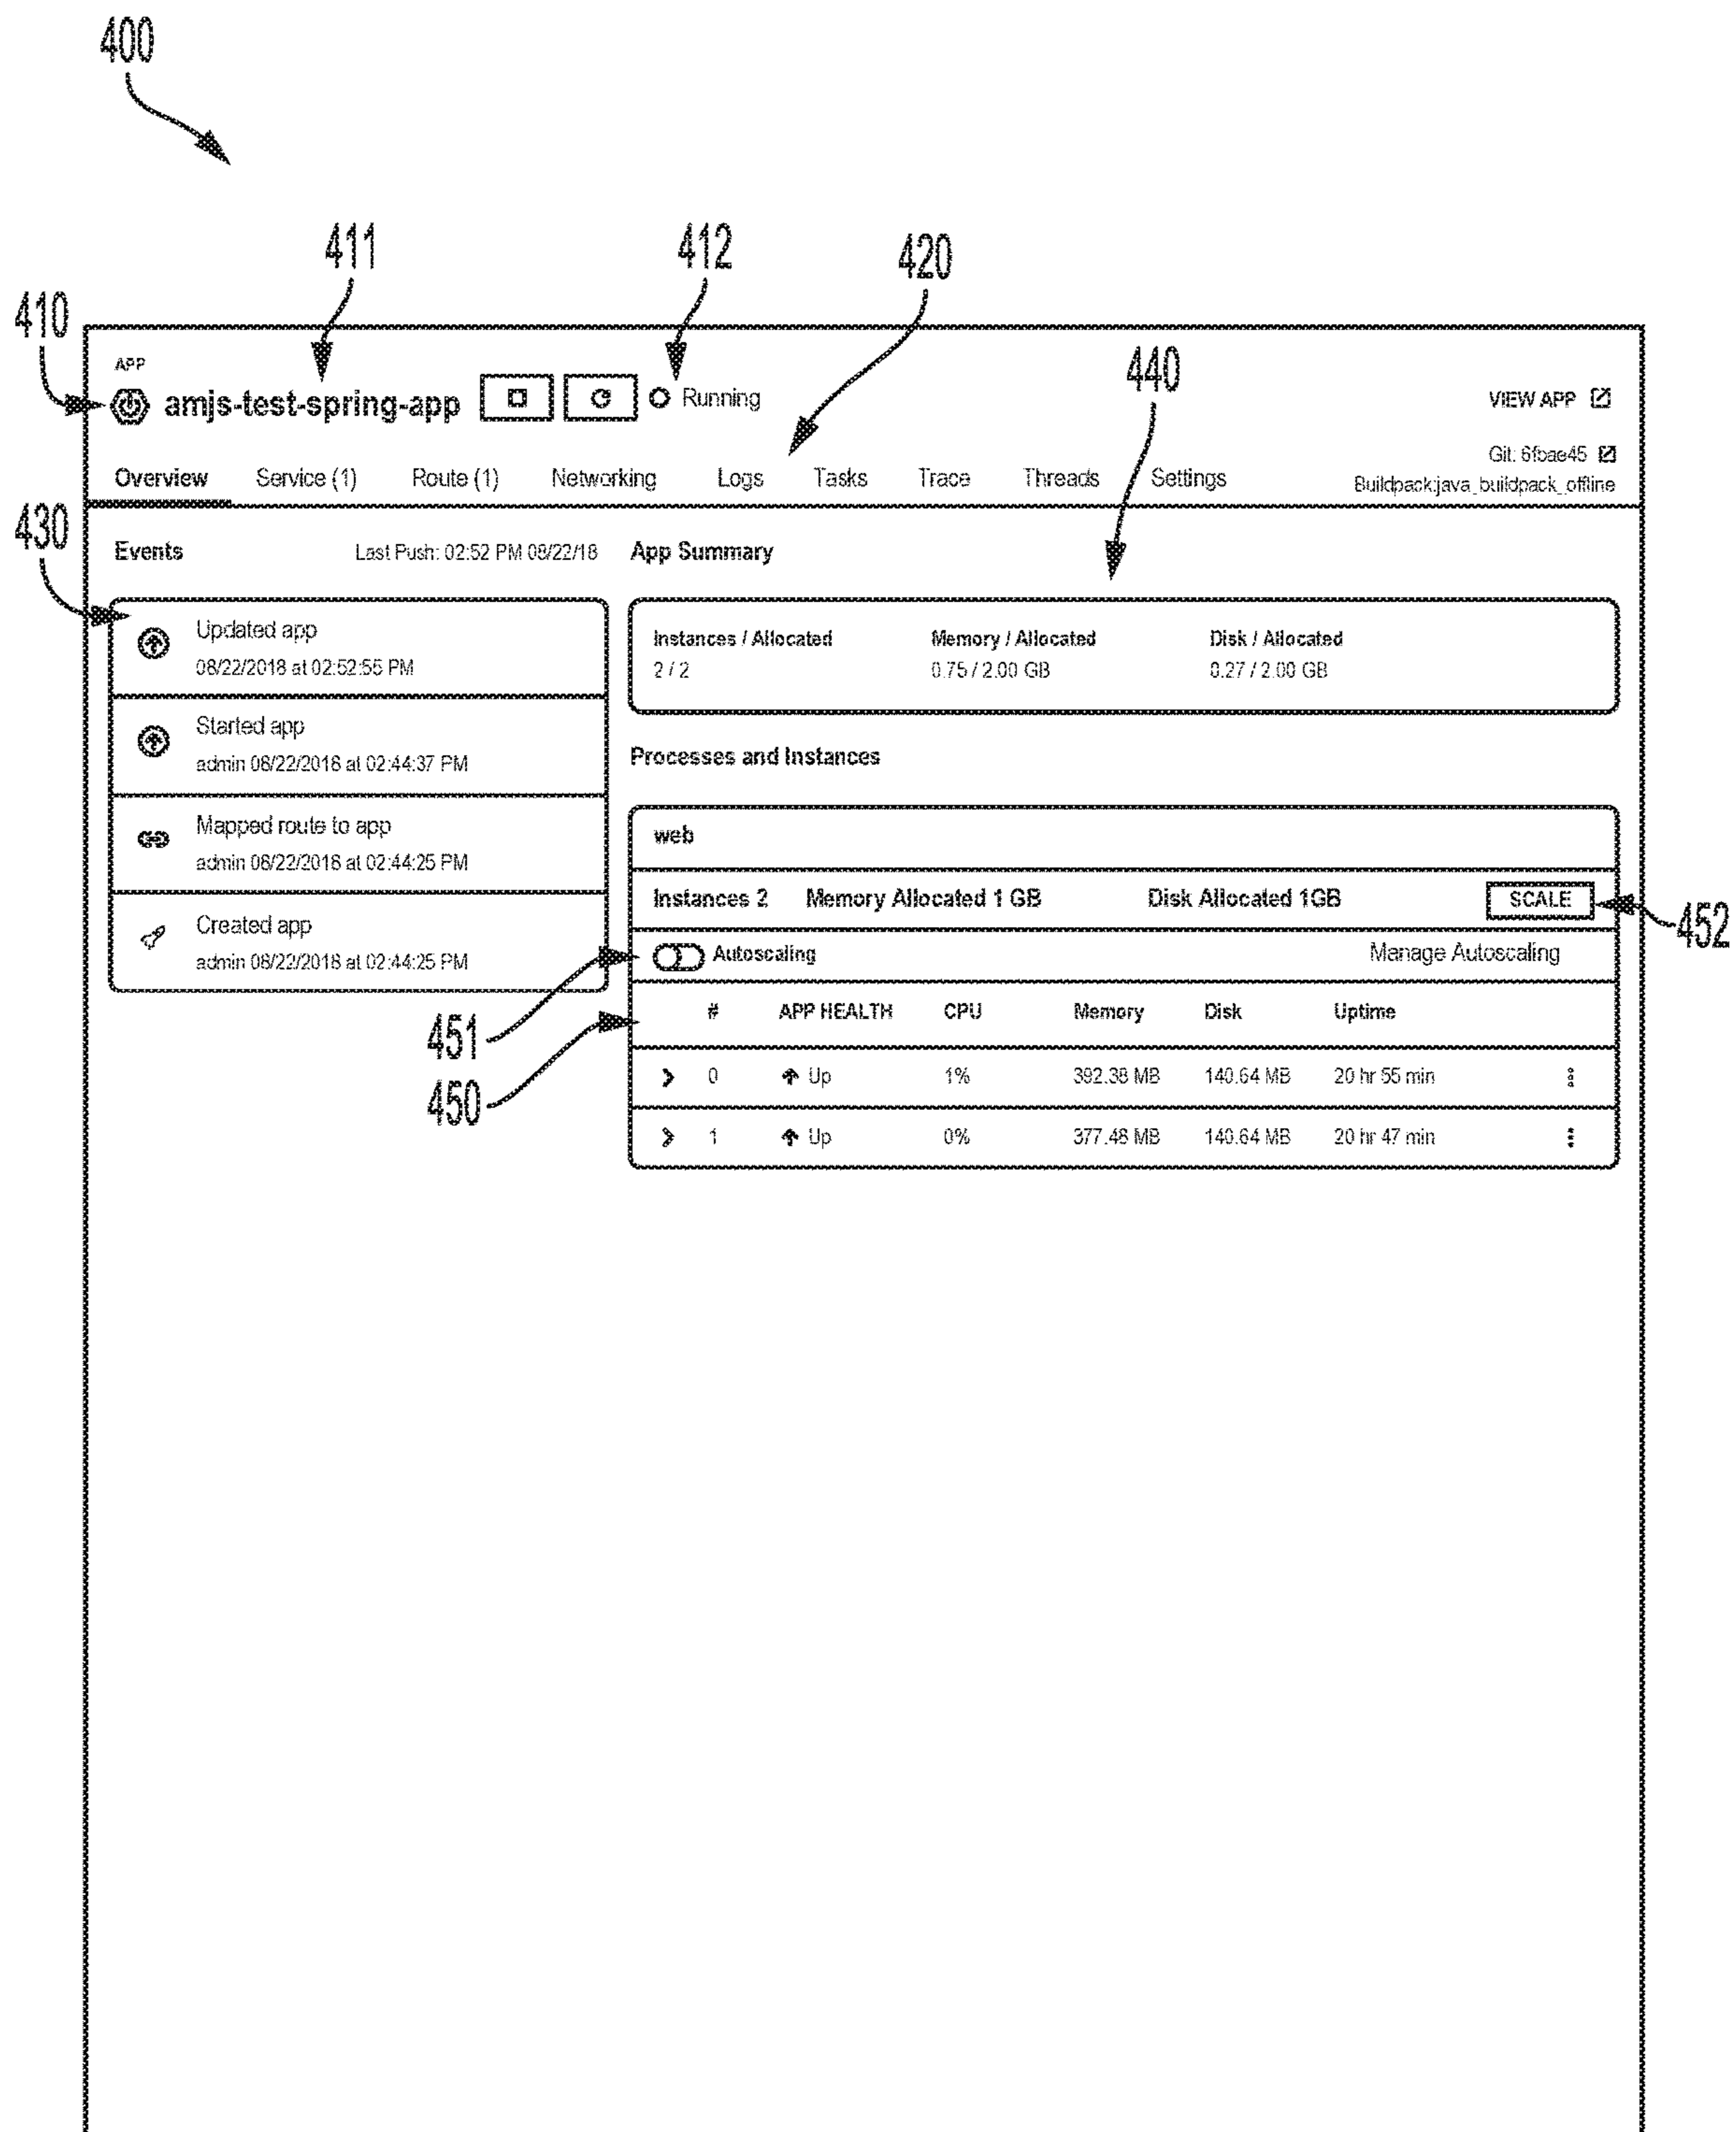 400
411
412
420
410
440
APP
amjs-test-spring-app
Running
VIEW APP
Git: 6fbae45
Overview Service (1) Route (1) Networking Logs Tasks Trace Threads Settings
Buildpack:java_buildpack_offline
430
Events Last Push: 02:52 PM 08/22/18
App Summary
Updated app
08/22/2018 at 02:52:55 PM
Started app
admin 08/22/2018 at 02:44:37 PM
Mapped route to app
admin 08/22/2018 at 02:44:25 PM
Created app
admin 08/22/2018 at 02:44:25 PM
Instances / Allocated Memory / Allocated Disk / Allocated
2 / 2 0.75 / 2.00 GB 0.27 / 2.00 GB
Processes and Instances
web
Instances 2 Memory Allocated 1 GB Disk Allocated 1GB SCALE
452
Autoscaling Manage Autoscaling
451
# APP HEALTH CPU Memory Disk Uptime
450
0 Up 1% 392.38 MB 140.64 MB 20 hr 55 min
1 Up 0% 377.48 MB 140.64 MB 20 hr 47 min